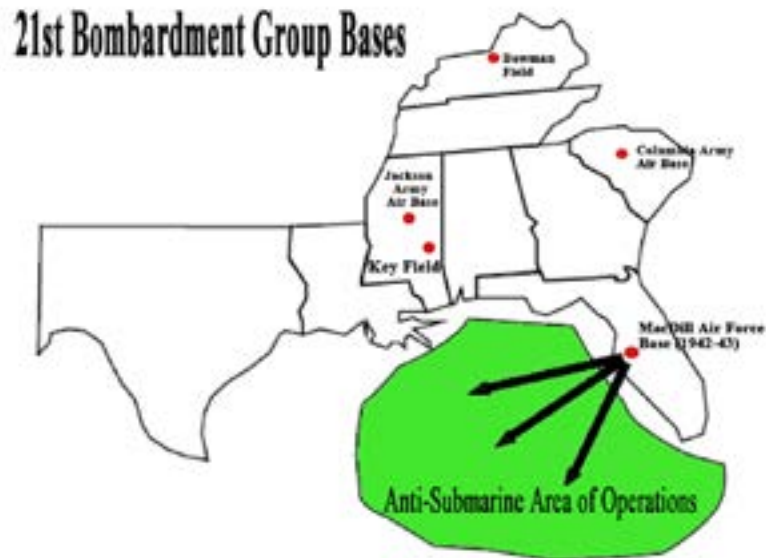 21st Bombardment Group Bases
Bowman
Field
Columbia Army
Air Base
Jackson
Army
Air Base
Key Field
MacDill Air Force
Base (1942-43)
Anti-Submarine Area of Operations